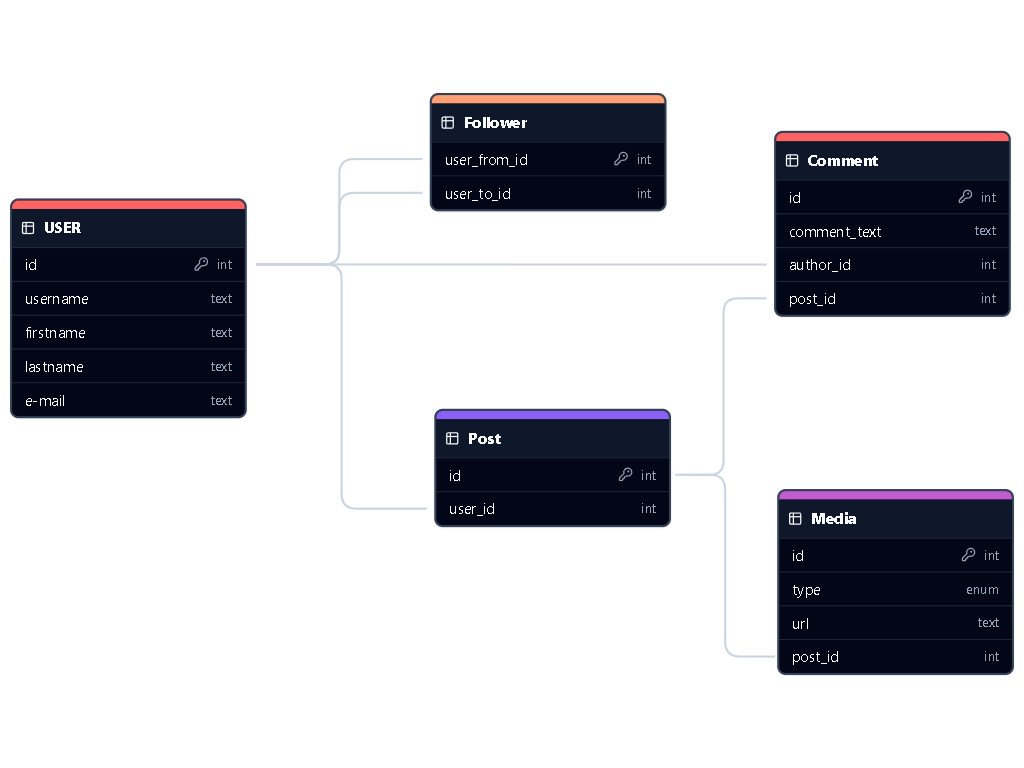 Follower
user_from_id int
user_to_id int
Comment
id int
comment_text text
author_id int
post_id int
USER
id int
username text
firstname text
lastname text
e-mail text
Post
id int
user_id int
Media
id int
type enum
url text
post_id int